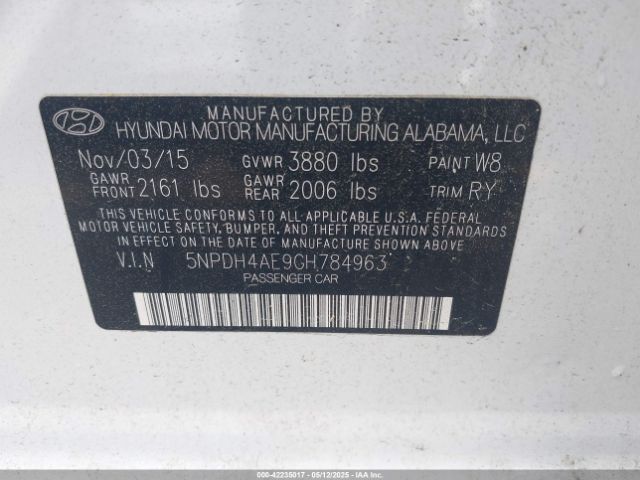 MANUFACTURED BY
HYUNDAI MOTOR MANUFACTURING ALABAMA, LLC
Nov/03/15 GVWR 3880 lbs PAINT W8
GAWR FRONT 2161 lbs GAWR REAR 2006 lbs TRIM RY
THIS VEHICLE CONFORMS TO ALL APPLICABLE U.S.A. FEDERAL
MOTOR VEHICLE SAFETY, BUMPER, AND THEFT PREVENTION
STANDARDS IN EFFECT ON THE DATE OF MANUFACTURE
SHOWN ABOVE
V.I.N 5NPDH4AE9GH784963
PASSENGER CAR
000-42235017 - 05/12/2025 - COPART.COM